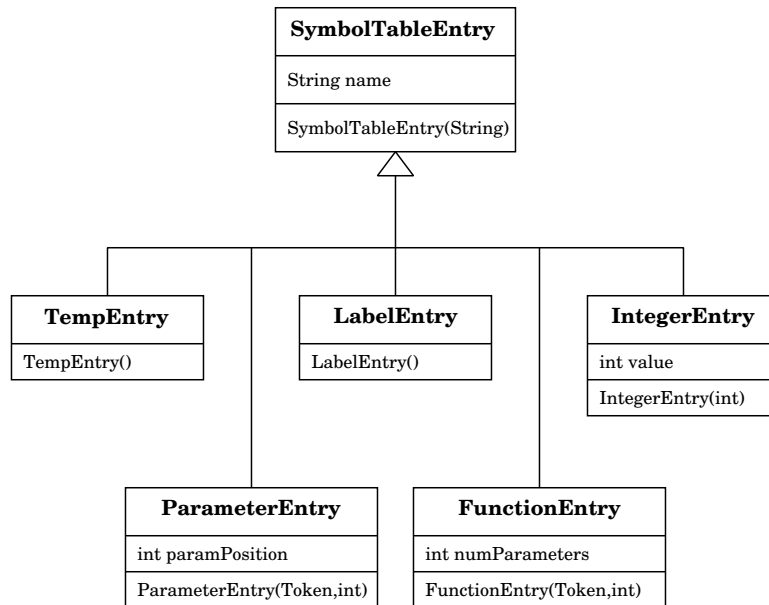 SymbolTableEntry
String name
SymbolTableEntry(String)
TempEntry
TempEntry()
LabelEntry
LabelEntry()
IntegerEntry
int value
IntegerEntry(int)
ParameterEntry
int paramPosition
ParameterEntry(Token,int)
FunctionEntry
int numParameters
FunctionEntry(Token,int)